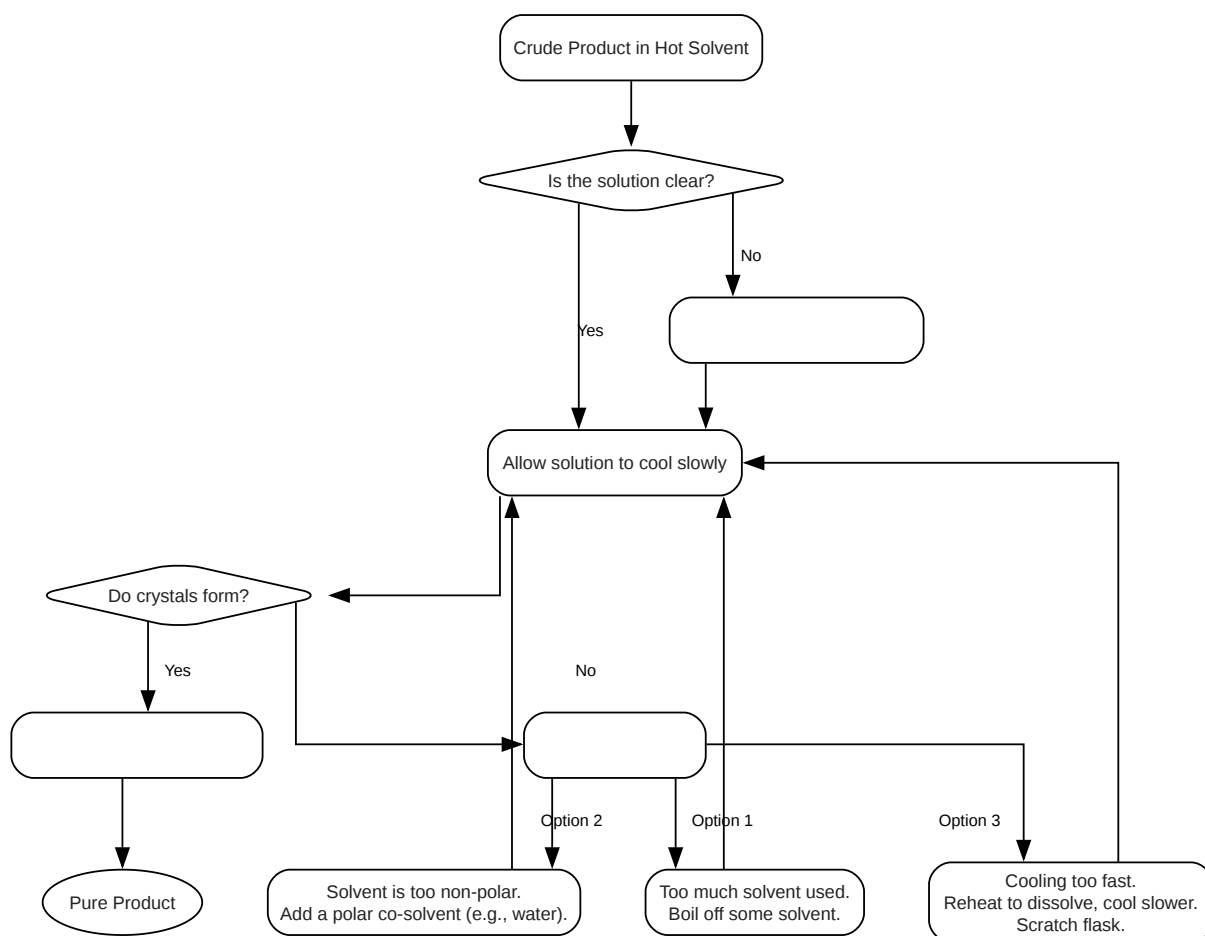 Crude Product in Hot Solvent
Is the solution clear?
No
Yes
Allow solution to cool slowly
Do crystals form?
Yes
No
Option 2
Option 1
Option 3
Pure Product
Solvent is too non-polar.
Add a polar co-solvent (e.g., water).
Too much solvent used.
Boil off some solvent.
Cooling too fast.
Reheat to dissolve, cool slower.
Scratch flask.